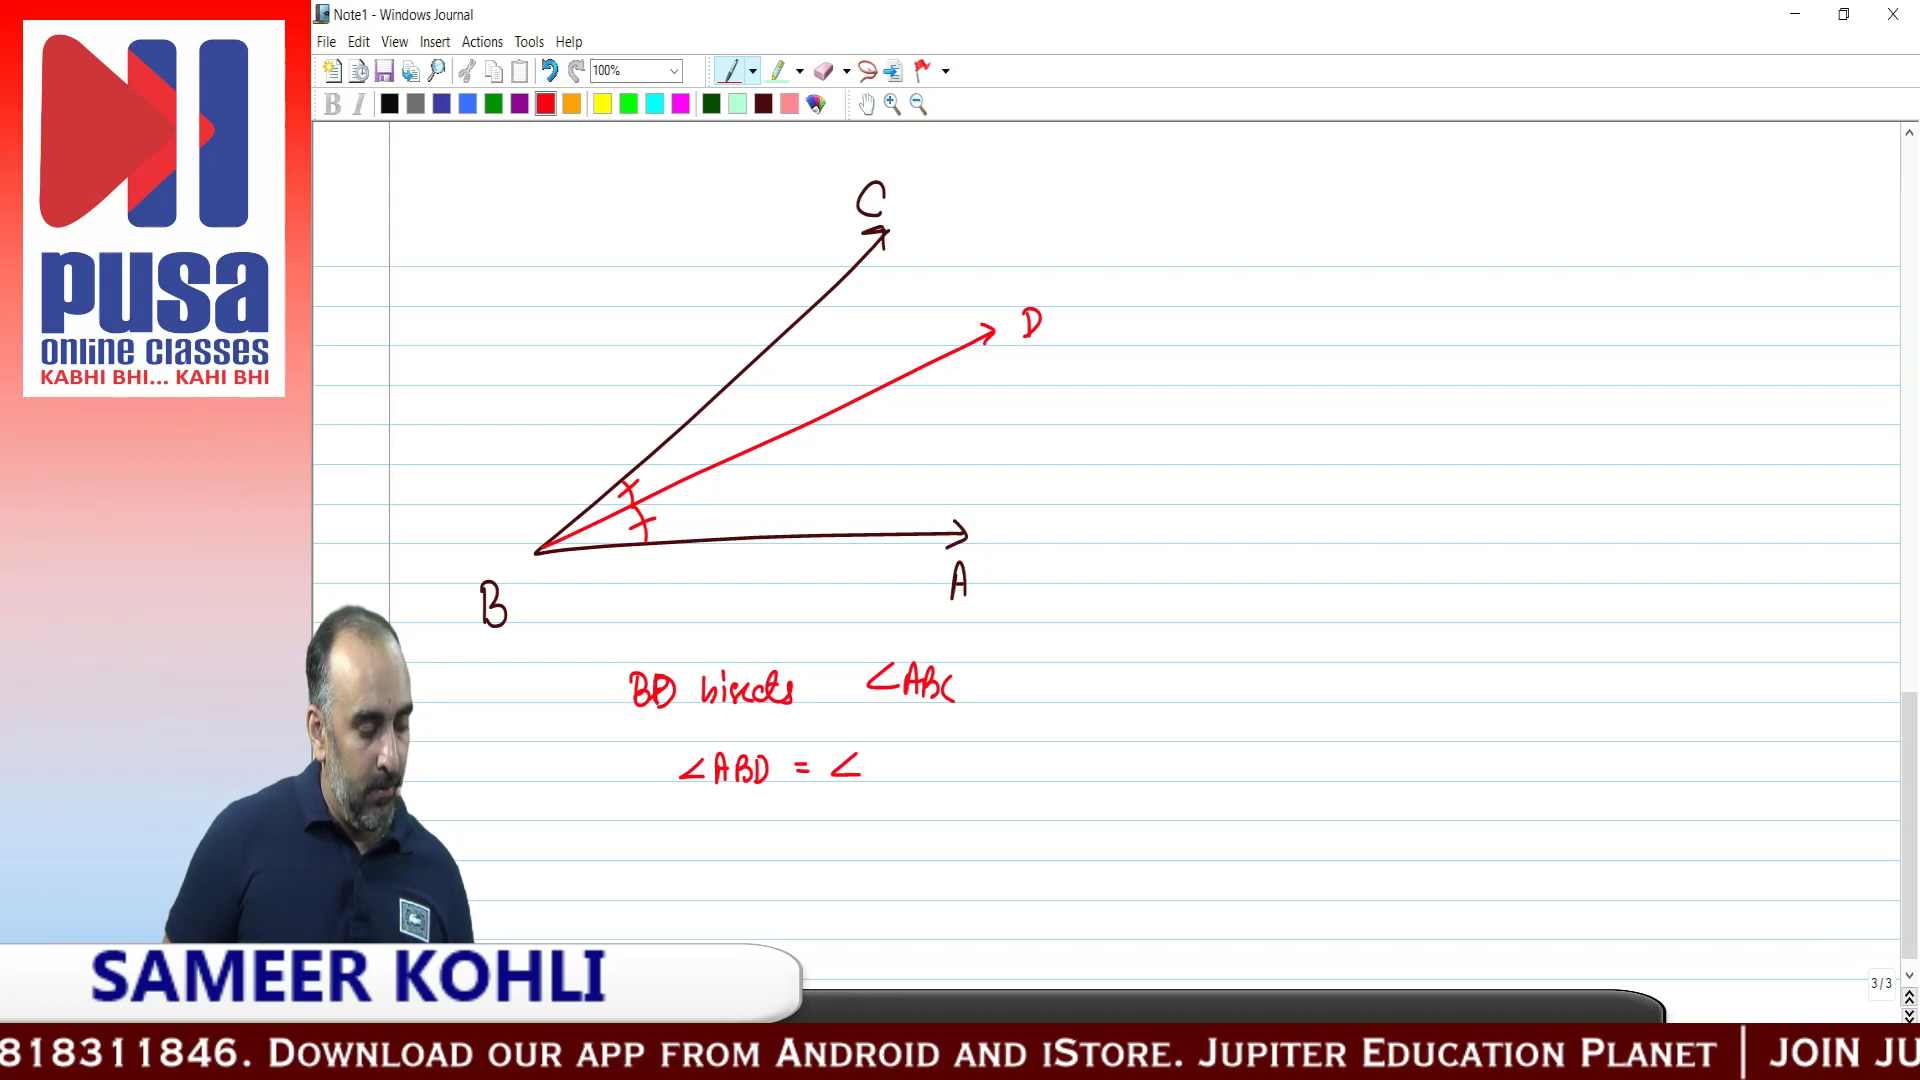 Note1 - Windows Journal
File Edit View Insert Actions Tools Help
100%
B I
PUSA
ONLINE CLASSES
KABHI BHI... KAHI BHI
C
D
A
B
BD bisects ∠ABC
∠ABD = ∠
3/3
SAMEER KOHLI
818311846. DOWNLOAD OUR APP FROM ANDROID AND ISTORE. JUPITER EDUCATION PLANET | JOIN JU